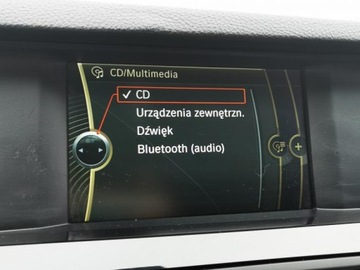 CD/Multimedia
✓ CD
Urządzenia zewnętrzn.
Dźwięk
Bluetooth (audio)